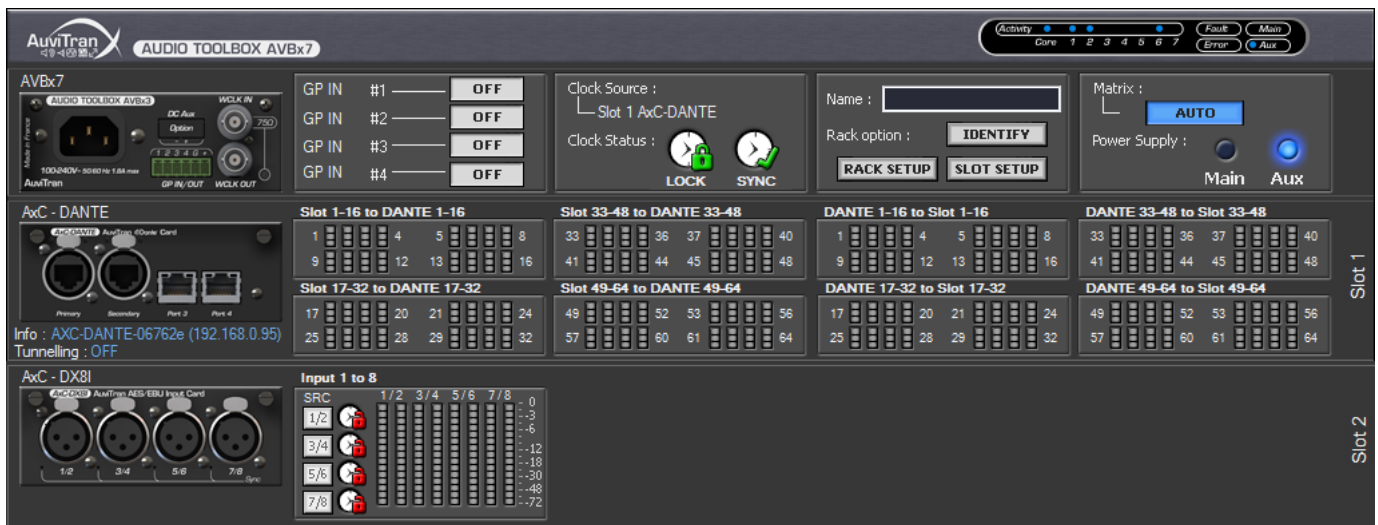 AuviTran
AUDIO TOOLBOX AVBx7
Activity
Core 1 2 3 4 5 6 7
Fault Main
Error Aux
AVBx7
AUDIO TOOLBOX AVBx3
WCLK IN
DC Aux
Option
75Ω
Made in France
1 2 3 4 G +
100-240V~ 50/60 Hz 1.8A max
AuviTran
GP IN/OUT
WCLK OUT
GP IN #1 OFF
GP IN #2 OFF
GP IN #3 OFF
GP IN #4 OFF
Clock Source :
Slot 1 AxC-DANTE
Clock Status :
LOCK SYNC
Name :
Rack option : IDENTIFY
RACK SETUP SLOT SETUP
Matrix :
AUTO
Power Supply :
Main Aux
AxC - DANTE
AxC-DANTE AuviTran
Card
Primary Secondary Port 3 Port 4
Info : AXC-DANTE-06762e (192.168.0.95)
Tunnelling : OFF
Slot 1-16 to DANTE 1-16
1 4 5 8
9 12 13 16
Slot 17-32 to DANTE 17-32
17 20 21 24
25 28 29 32
Slot 33-48 to DANTE 33-48
33 36 37 40
41 44 45 48
Slot 49-64 to DANTE 49-64
49 52 53 56
57 60 61 64
DANTE 1-16 to Slot 1-16
1 4 5 8
9 12 13 16
DANTE 17-32 to Slot 17-32
17 20 21 24
25 28 29 32
DANTE 33-48 to Slot 33-48
33 36 37 40
41 44 45 48
DANTE 49-64 to Slot 49-64
49 52 53 56
57 60 61 64
Slot 1
AxC - DX8I
AxC-DX8I AuviTran AES/EBU Input Card
1/2 3/4 5/6 7/8
Sync
Input 1 to 8
SRC 1/2 3/4 5/6 7/8
1/2
3/4
5/6
7/8
0
-3
-6
-12
-18
-30
-48
-72
Slot 2